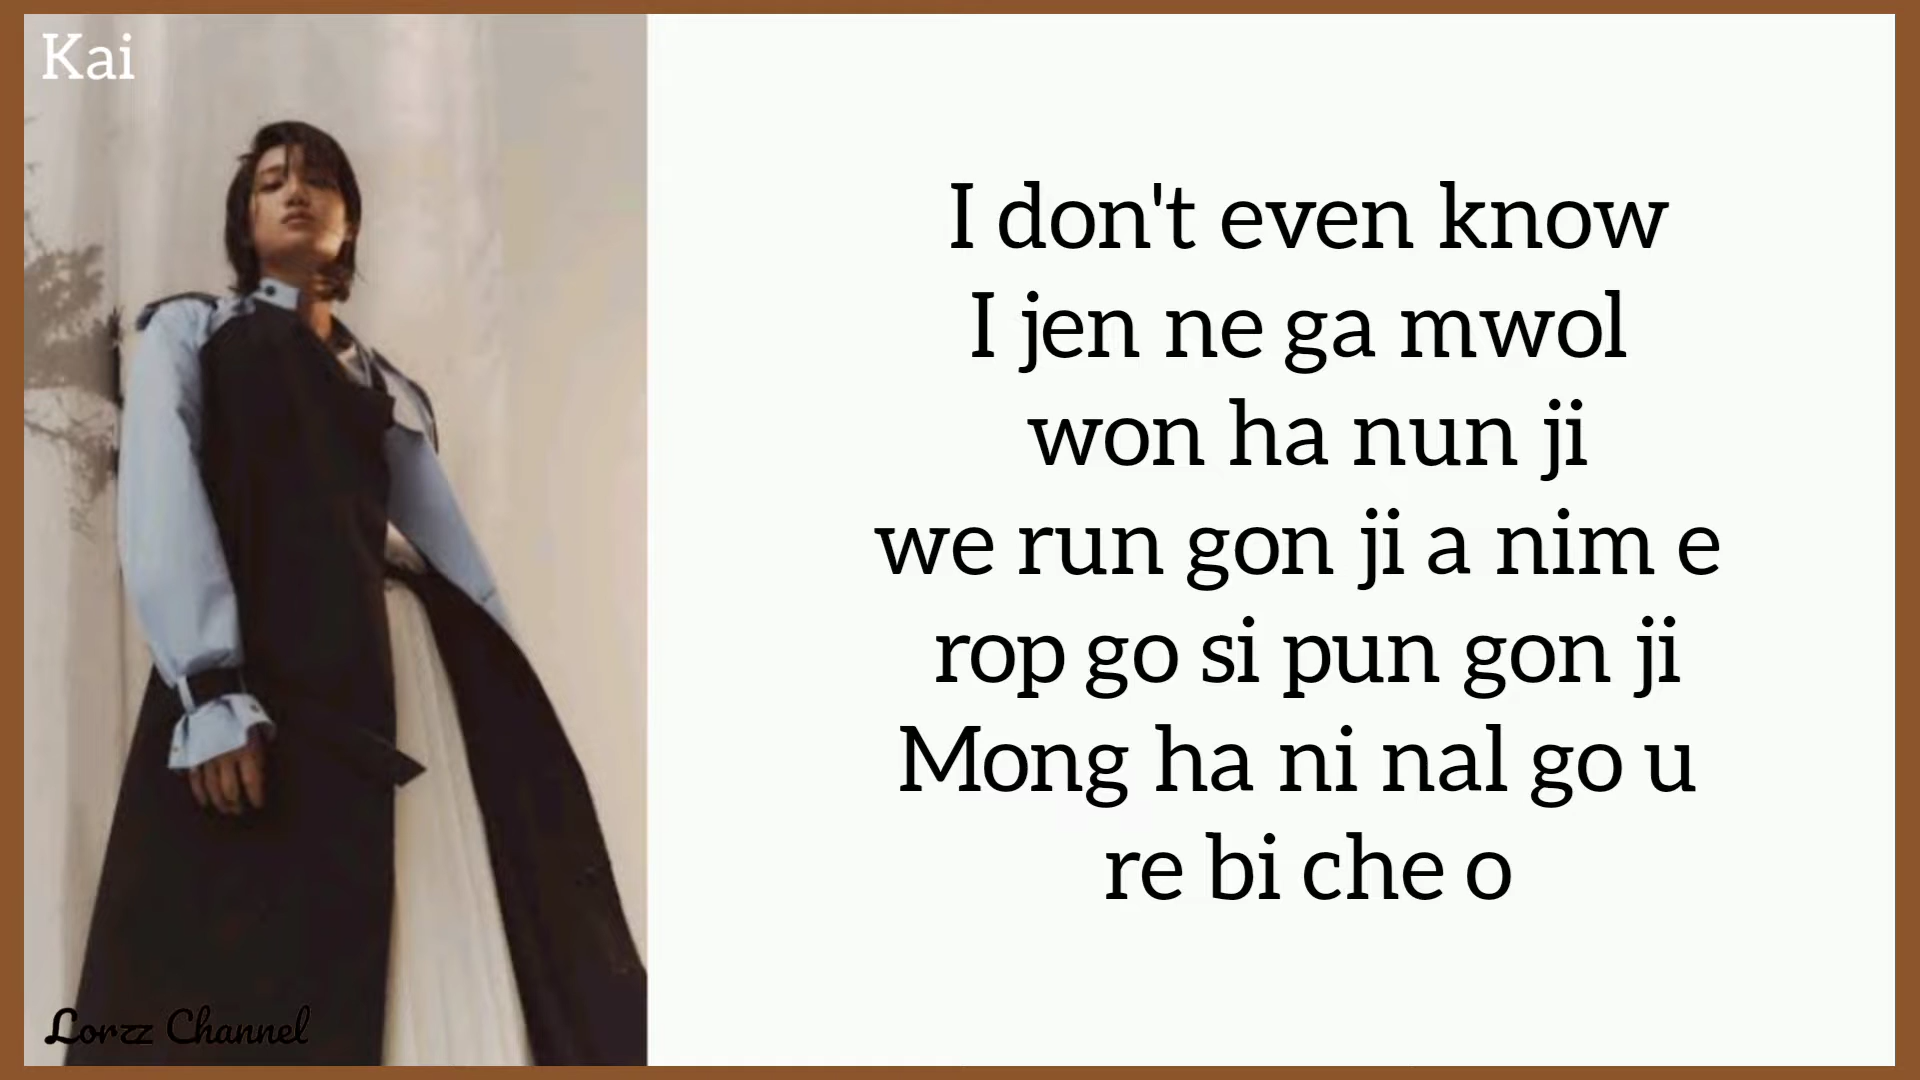 Kai
I don't even know
I jen ne ga mwol
won ha nun ji
we run gon ji a nim e
rop go si pun gon ji
Mong ha ni nal go u
re bi che o
Lorzz Channel